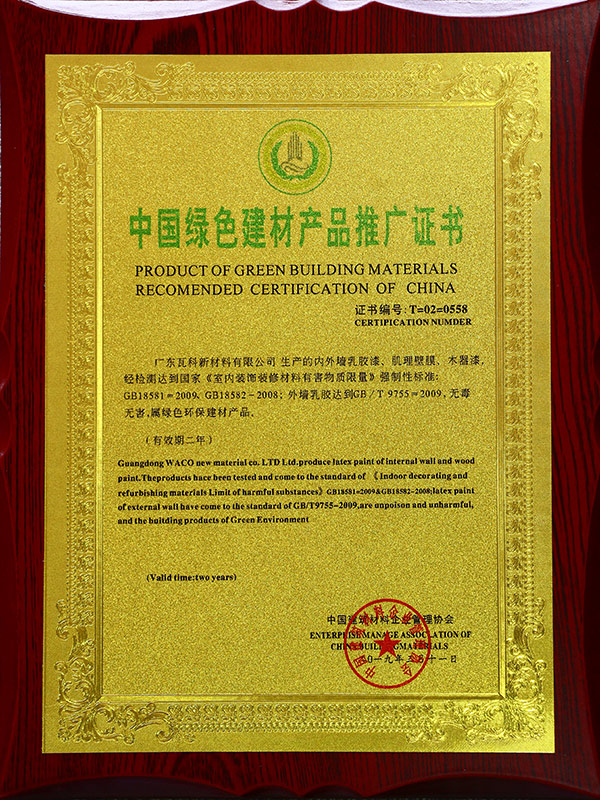 中国绿色建材产品推广证书
PRODUCT OF GREEN BUILDING MATERIALS
RECOMENDED CERTIFICATION OF CHINA
证书编号: T=02=0558
CERTIPICATION NUMDER
广东瓦科新材料有限公司 生产的内外墙乳胶漆、肌理壁膜、木器漆,
经检测达到国家《室内装饰装修材料有害物质限量》强制性标准:
GB18581=2009、GB18582-2008; 外墙乳胶达到GB/T 9755=2009, 无毒
无害,属绿色环保建材产品。
(有效期二年)
Guangdong WACO new material co. LTD Ltd.produce latex paint of internal wall and wood
paint.Theproducts hace been tested and come to the standard of 《Indoor decorating and
refurbishing materials Limit of harmful substances》GB18581=2009&GB18582-2008;latex paint
of external wall have come to the standard of GB/T9755-2009,are unpoison and unharmful,
and the building products of Green Environment
(Valid time:two years)
中国建筑材料企业管理协会
ENTERPRISE MANAGE ASSOCLATION OF
CHINA BUILDINGMATERIALS
二〇一九年三月十一日